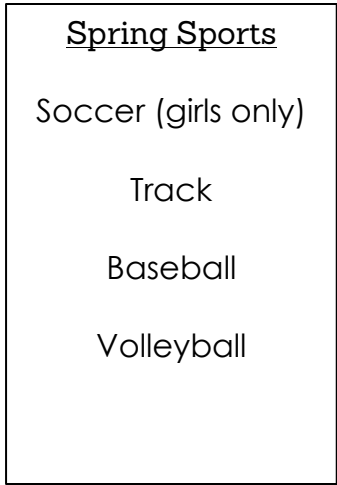 Spring Sports
Soccer (girls only)
Track
Baseball
Volleyball